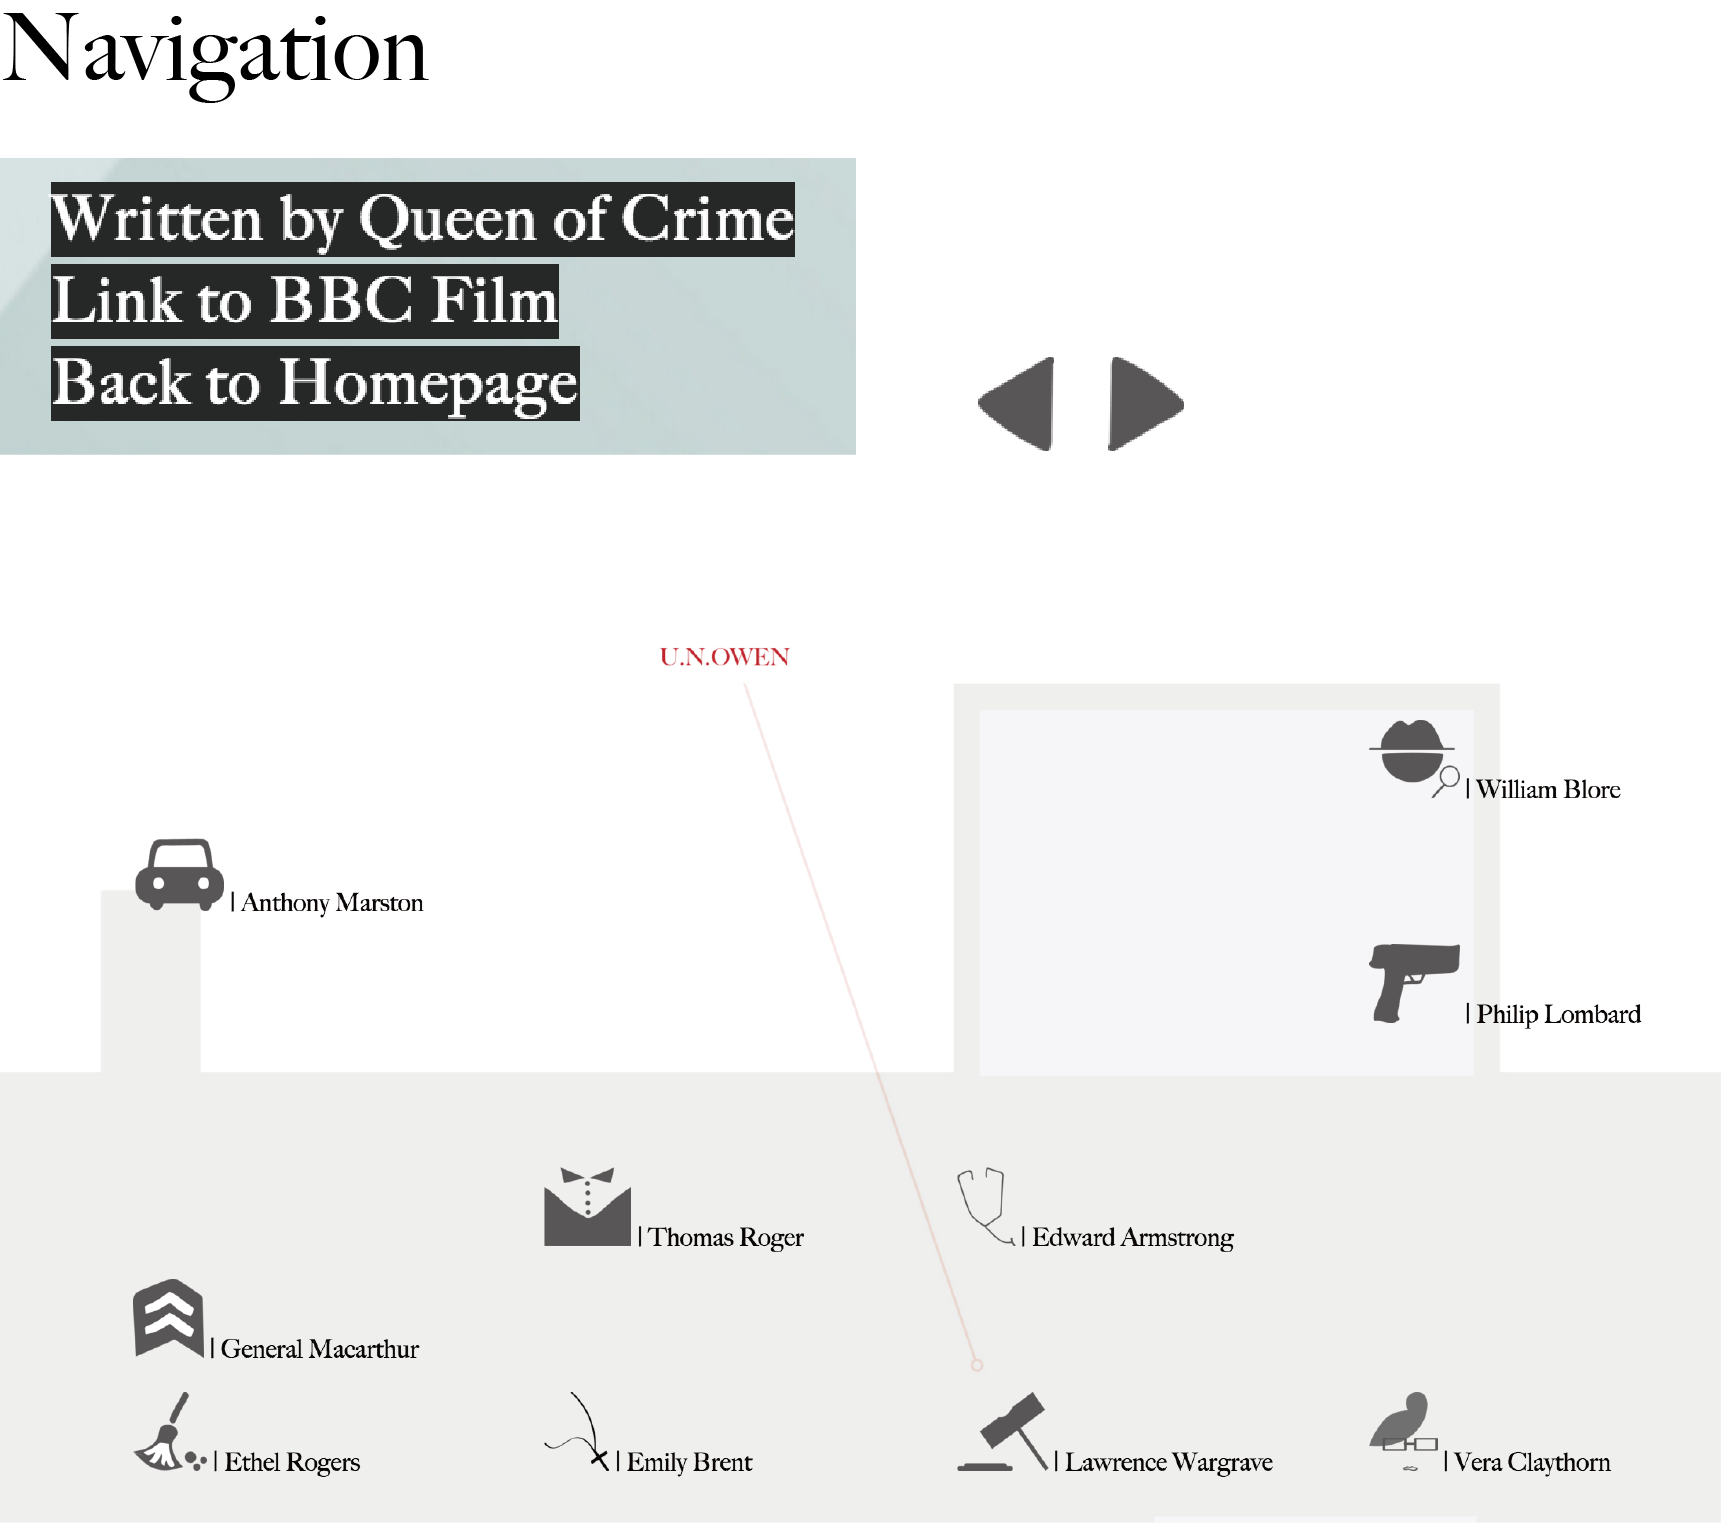 Navigation
Written by Queen of Crime
Link to BBC Film
Back to Homepage
U.N.OWEN
| William Blore
| Anthony Marston
| Philip Lombard
| Thomas Roger
| Edward Armstrong
| General Macarthur
| Ethel Rogers
| Emily Brent
| Lawrence Wargrave
| Vera Claythorn